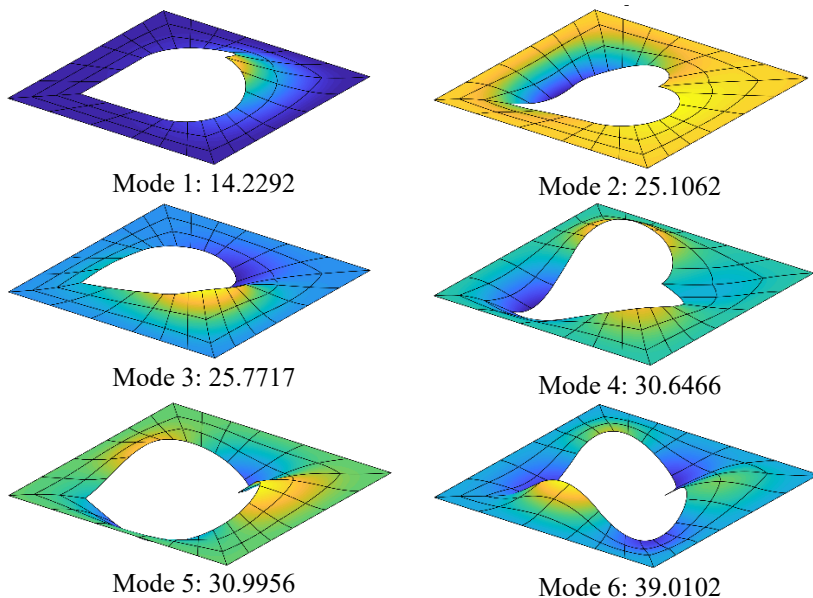 Mode 1: 14.2292
Mode 2: 25.1062
Mode 3: 25.7717
Mode 4: 30.6466
Mode 5: 30.9956
Mode 6: 39.0102